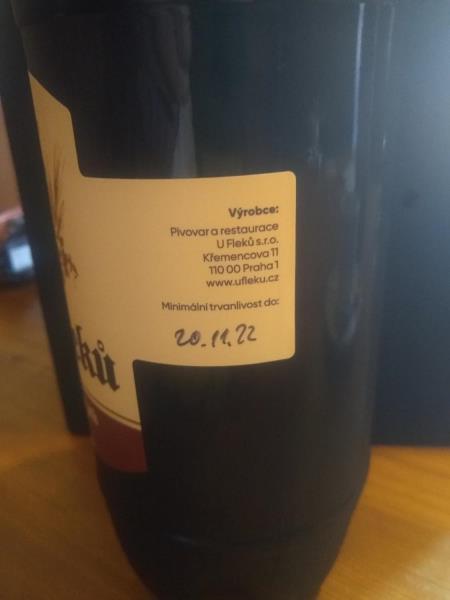 Výrobce:
Pivovar a restaurace
U Fleků s.r.o.
Křemencova 11
110 00 Praha 1
www.ufleku.cz
Minimální trvanlivost do:
20.11.22